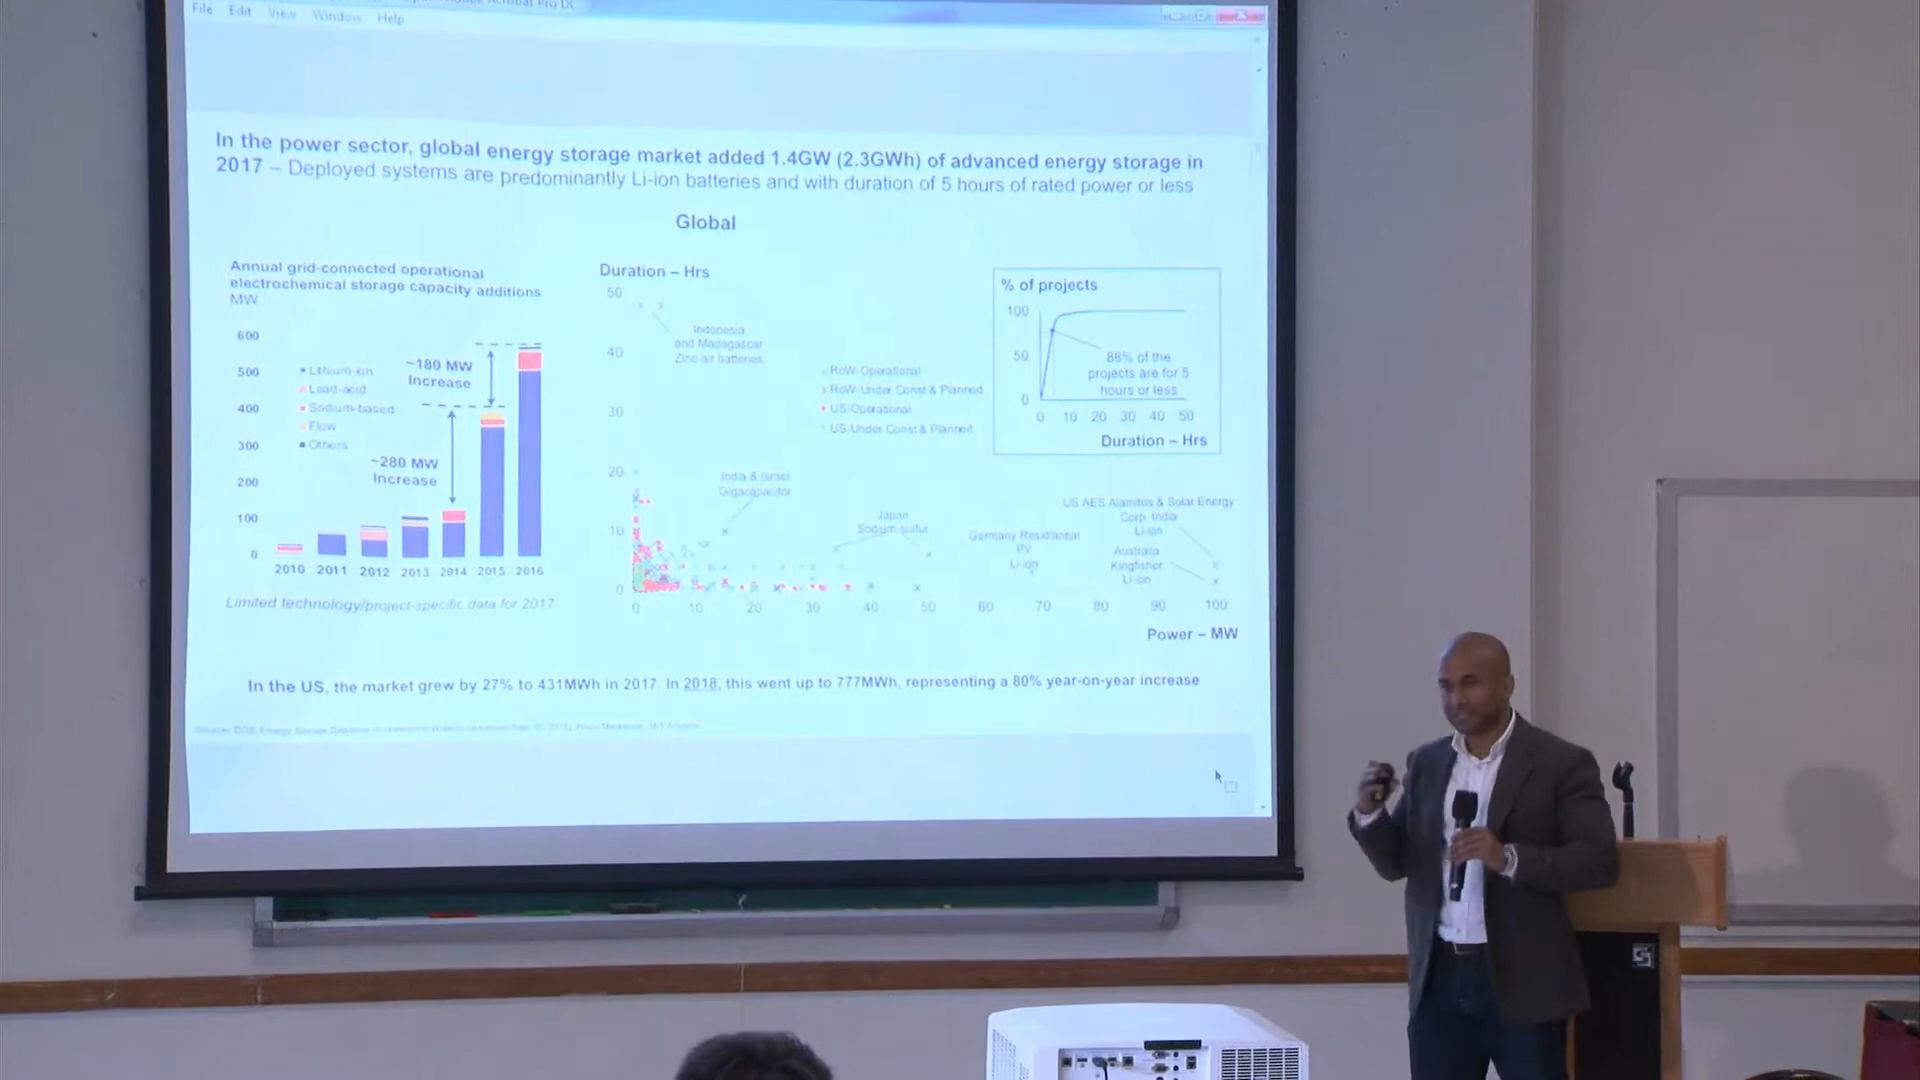 Acrobat Pro DC
File Edit View Window Help
In the power sector, global energy storage market added 1.4GW (2.3GWh) of advanced energy storage in
2017 – Deployed systems are predominantly Li-ion batteries and with duration of 5 hours of rated power or less
Global
Annual grid-connected operational
electrochemical storage capacity additions
MW
600
500
400
300
200
100
0
Lithium-ion
Lead-acid
Sodium-based
Flow
Others
~180 MW
Increase
~280 MW
Increase
2010 2011 2012 2013 2014 2015 2016
Limited technology/project-specific data for 2017
Duration – Hrs
50
40
30
20
10
0
Indonesia
and Madagascar
Zinc-air batteries
RoW-Operational
RoW-Under Const & Planned
US-Operational
US-Under Const & Planned
India & Israel
Gigacapacitor
Japan
Sodium-sulfur
Germany Residiantial
PV
Li-ion
US AES Alamitos & Solar Energy
Corp. India
Li-ion
Australia
Kingfisher
Li-ion
0 10 20 30 40 50 60 70 80 90 100
Power – MW
% of projects
100
50
0
88% of the
projects are for 5
hours or less
0 10 20 30 40 50
Duration – Hrs
In the US, the market grew by 27% to 431MWh in 2017. In 2018, this went up to 777MWh, representing a 80% year-on-year increase
Source: DOE Energy Storage Database